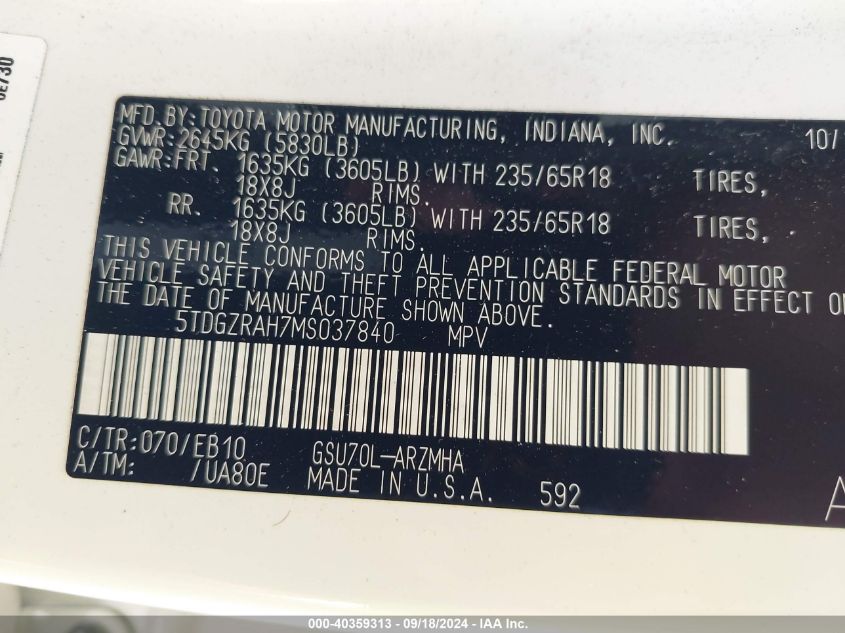 0E730
MFD.BY:TOYOTA MOTOR MANUFACTURING, INDIANA, INC. 10/
GVWR:2645KG (5830LB)
GAWR:FRT. 1635KG (3605LB) WITH 235/65R18 TIRES,
18X8J RIMS.
RR. 1635KG (3605LB) WITH 235/65R18 TIRES,
18X8J RIMS.
THIS VEHICLE CONFORMS TO ALL APPLICABLE FEDERAL MOTOR
VEHICLE SAFETY AND THEFT PREVENTION STANDARDS IN EFFECT
THE DATE OF MANUFACTURE SHOWN ABOVE.
5TDGZRAH7MS037840 MPV
C/TR:070/EB10 GSU70L-ARZMHA
A/TM: /UA80E MADE IN U.S.A. 592
A
000-40359313 - 09/18/2024 - IAA Inc.